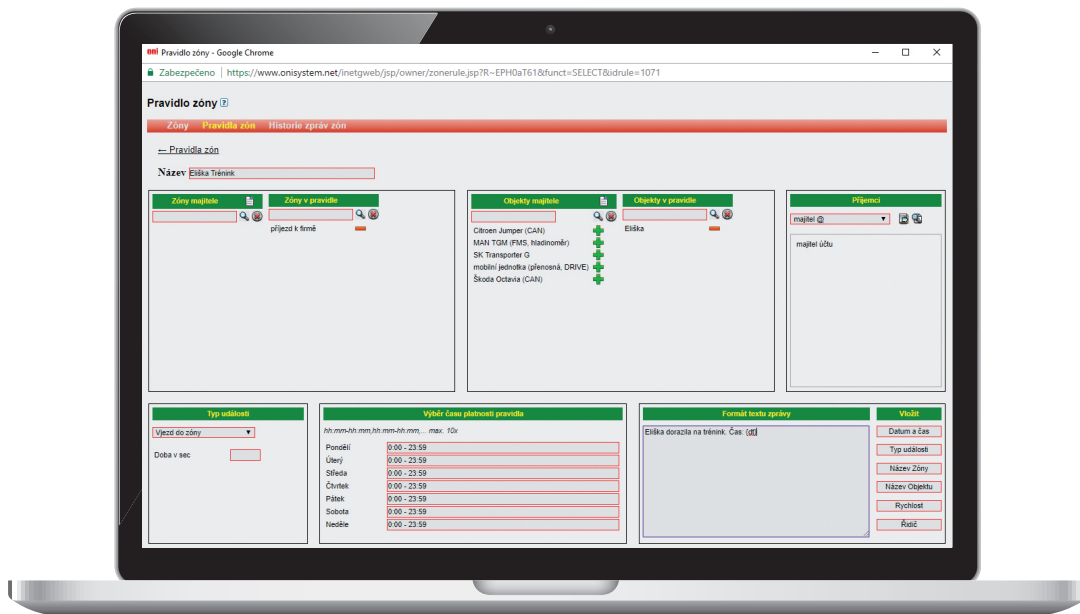 oni Pravidlo zóny - Google Chrome
Zabezpečeno | https://www.onisystem.net/inetgweb/jsp/owner/zonerule.jsp?R~EPH0aT61&funct=SELECT&idrule=1071
Pravidlo zóny ?
Zóny Pravidla zón Historie zpráv zón
← Pravidla zón
Název Eliška Trénink
Zóny majitele Zóny v pravidle
příjezd k firmě
Objekty majitele Objekty v pravidle
Citroen Jumper (CAN) Eliška
MAN TGM (FMS, hladinoměr)
SK Transporter G
mobilní jednotka (přenosná, DRIVE)
Škoda Octavia (CAN)
Příjemci
majitel @
majitel účtu
Typ události
Vjezd do zóny
Doba v sec
Výběr času platnosti pravidla
hh:mm-hh:mm,hh:mm-hh:mm,... max. 10x
Pondělí 0:00 - 23:59
Úterý 0:00 - 23:59
Středa 0:00 - 23:59
Čtvrtek 0:00 - 23:59
Pátek 0:00 - 23:59
Sobota 0:00 - 23:59
Neděle 0:00 - 23:59
Formát textu zprávy
Eliška dorazila na trénink. Čas: {dt}
Vložit
Datum a čas
Typ události
Název Zóny
Název Objektu
Rychlost
Řidič